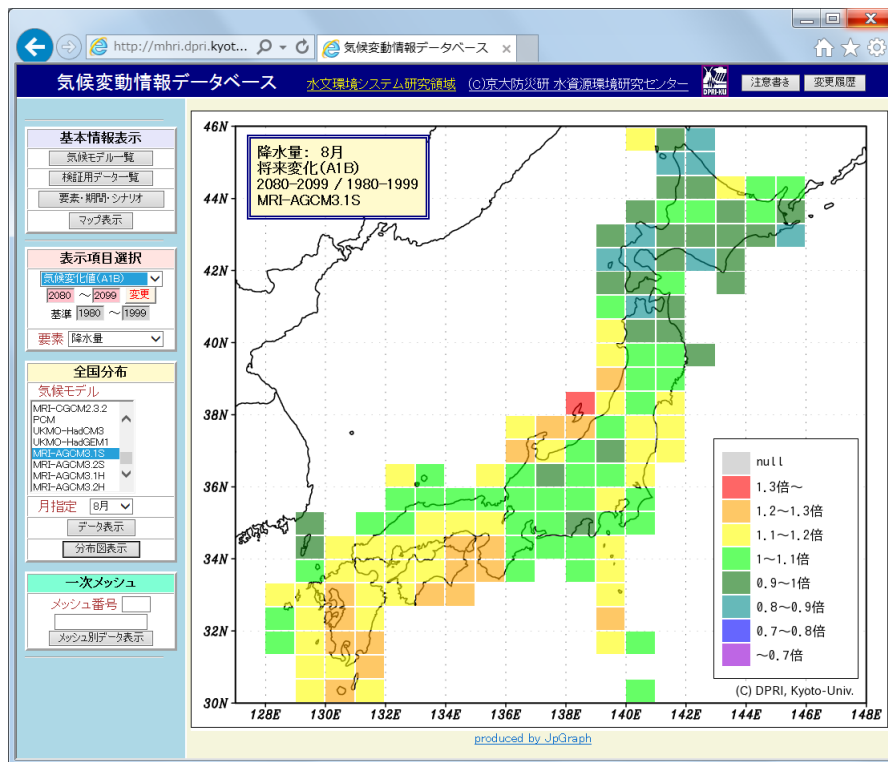 http://mhri.dpri.kyot...
気候変動情報データベース
気候変動情報データベース
水文環境システム研究領域
(C)京大防災研 水資源環境研究センター
DPRI-KU
注意書き
変更履歴
基本情報表示
気候モデル一覧
検証用データ一覧
要素・期間・シナリオ
マップ表示
表示項目選択
気候変化値(A1B)
2080 ～ 2099 変更
基準 1980 ～ 1999
要素 降水量
全国分布
気候モデル
MRI-CGCM2.3.2
PCM
UKMO-HadCM3
UKMO-HadGEM1
MRI-AGCM3.1S
MRI-AGCM3.2S
MRI-AGCM3.1H
MRI-AGCM3.2H
月指定 8月
データ表示
分布図表示
一次メッシュ
メッシュ番号
メッシュ別データ表示
降水量: 8月
将来変化(A1B)
2080-2099 / 1980-1999
MRI-AGCM3.1S
46N
44N
42N
40N
38N
36N
34N
32N
30N
128E 130E 132E 134E 136E 138E 140E 142E 144E 146E 148E
null
1.3倍～
1.2～1.3倍
1.1～1.2倍
1～1.1倍
0.9～1倍
0.8～0.9倍
0.7～0.8倍
～0.7倍
(C) DPRI, Kyoto-Univ.
produced by JpGraph